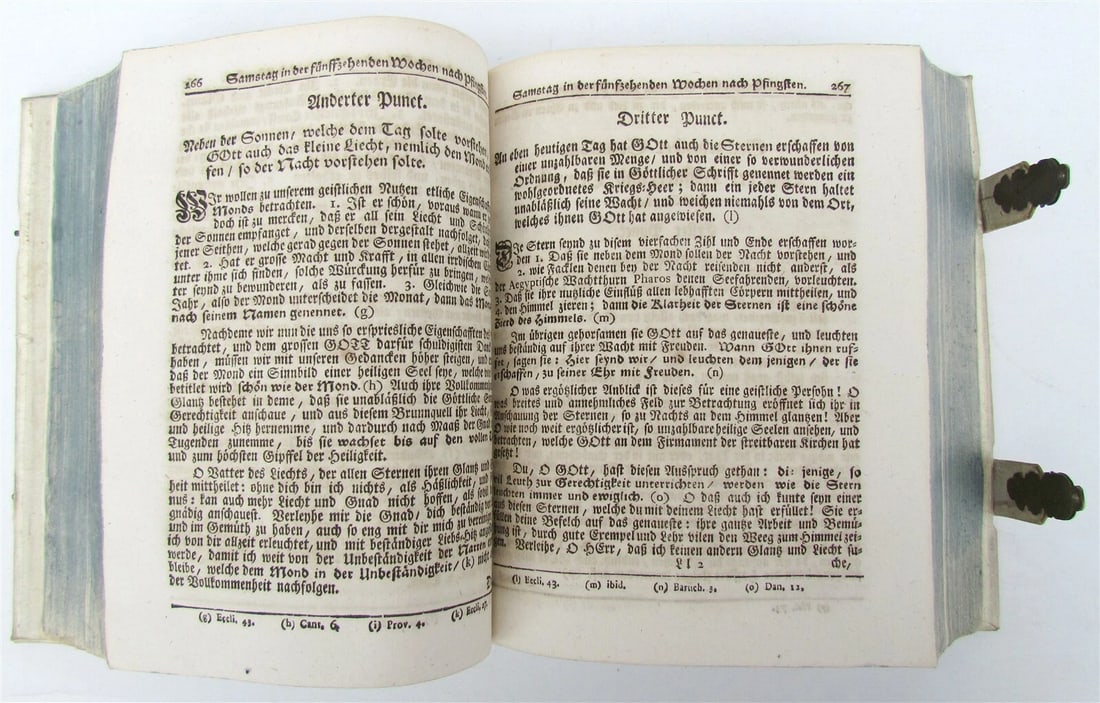 266 Samstag in der fünffzehenden Wochen nach Pfingsten
Anderter Punct.
Neben der Sonnen/ welche dem Tag solte vorstehen
GOtt auch das kleine Liecht, nemlich den Mond
fen / so der Nacht vorstehen solte.
WIr wollen zu unserem geistlichen Nutzen etliche Eigensch
Monds betrachten. 1. Ist er schön, voraus wann er
doch ist zu mercken, daß er all sein Liecht und
der Sonnen empfanget, und derselben dergestalt nachfolget,
jener Seithen, welche gerad gegen der Sonnen stehet, allzeit
tet. 2. Hat er grosse Macht und Krafft, in allen irrdischen
unter ihme sich finden, solche Würckung herfür zu bringen,
ter seynd zu bewunderen, als zu fassen. 3. Gleichwie die
Jahr, also der Mond unterscheidet die Monat, dann das
nach seinem Namen genennet. (g)
Nachdeme wir nun die uns so ersprießliche Eigenschafften des
betrachtet, und dem grossen GOTT darfür schuldigisten
haben, müssen wir mit unseren Gedancken höher steigen, und
daß der Mond ein Sinnbild einer heiligen Seel seye, welche
betitlet wird schön wie der Mond. (h) Auch ihre Vollkommen
Glantz bestehet in deme, daß sie unabläßlich die Göttliche
Gerechtigkeit anschaue, und aus diesem Brunnquell ihr Liecht,
und heilige Hitz hernemme, und dardurch nach Maaß der
Tugenden zunemme, bis sie wachset bis auf den vollen
und zum höchsten Gipffel der Heiligkeit.
O Vatter des Liechts, der allen Sternen ihren Glantz und
heit mittheilet: ohne dich bin ich nichts, als Häßlichkeit, und
nus: kan auch mehr Liecht und Gnad nicht hoffen, als
gnädig anschauest. Verleyhe mir die Gnad/ dich beständig
und im Gemüth zu haben, auch so eng mit dir mich zu
ich von dir allzeit erleuchtet, und mit beständiger Liebs-Hitz
werde, damit ich weit von der Unbeständigkeit der Narren
bleibe, welche dem Mond in der Unbeständigkeit/ (k) nicht
der Vollkommenheit nachfolgen.
(g) Eccli. 43. (h) Cant. 6. (i) Prov. 4. (k) Eccli. 27.
Samstag in der fünfzehenden Wochen nach Pfingsten. 267
Dritter Punct.
An eben heutigen Tag hat GOtt auch die Sternen erschaffen von
einer unzahlbaren Menge/ und von einer so verwunderlichen
Ordnung, daß sie in Göttlicher Schrifft genennet werden ein
wohlgeordnetes Kriegs-Heer; dann ein jeder Stern haltet
unabläßlich seine Wacht/ und weichen niemahls von dem Ort,
welches ihnen GOtt hat angewiesen. (l)
DIe Stern seynd zu disem vierfachen Zihl und Ende erschaffen wor-
den 1. Daß sie neben dem Mond sollen der Nacht vorstehen, und
2. wie Facklen denen bey der Nacht reisenden nicht anderst, als
der Aegyptische Wachtthurn Pharos denen Seefahrenden, vorleuchten.
3. Daß sie ihre nutzliche Einflüß allen lebhafften Cörpern mittheilen, und
4. den Himmel zieren; dann die Klarheit der Sternen ist eine schöne
Zierd des Himmels. (m)
Im übrigen gehorsamen sie GOtt auf das genaueste, und leuchten
uns beständig auf ihrer Wacht mit Freuden. Wann GOtt ihnen ruf-
fet, sagen sie: Hier seynd wir/ und leuchten dem jenigen / der sie
erschaffen, zu seiner Ehr mit Freuden. (n)
O was ergötzlicher Anblick ist dieses für eine geistliche Persohn! O
was breites und annehmliches Feld zur Betrachtung eröffnet sich ihr in
Anschauung der Sternen, so zu Nachts an dem Himmel glantzen! Aber
O wie noch weit ergötzlicher ist, so unzahlbare heilige Seelen ansehen, und
betrachten, welche GOtt an dem Firmament der streitbaren Kirchen hat
gesetzt!
Du, O GOtt, hast diesen Ausspruch gethan: die jenige, so
viel Leuth zur Gerechtigkeit unterrichten/ werden wie die Stern
leuchten immer und ewiglich. (o) O daß auch ich kunte seyn einer
aus diesen Sternen, welche du mit deinem Liecht hast erfüllet! Sie er-
füllen deine Befelch auf das genaueste: ihre gantze Arbeit und Bemü-
hung ist, durch gute Exempel und Lehr vilen den Weeg zum Himmel zei-
gen. Verleihe, O HErr, daß ich keinen andern Glantz und Liecht su-
Ll 2 che,
(l) Eccli. 43. (m) ibid. (n) Baruch. 3. (o) Dan. 12.